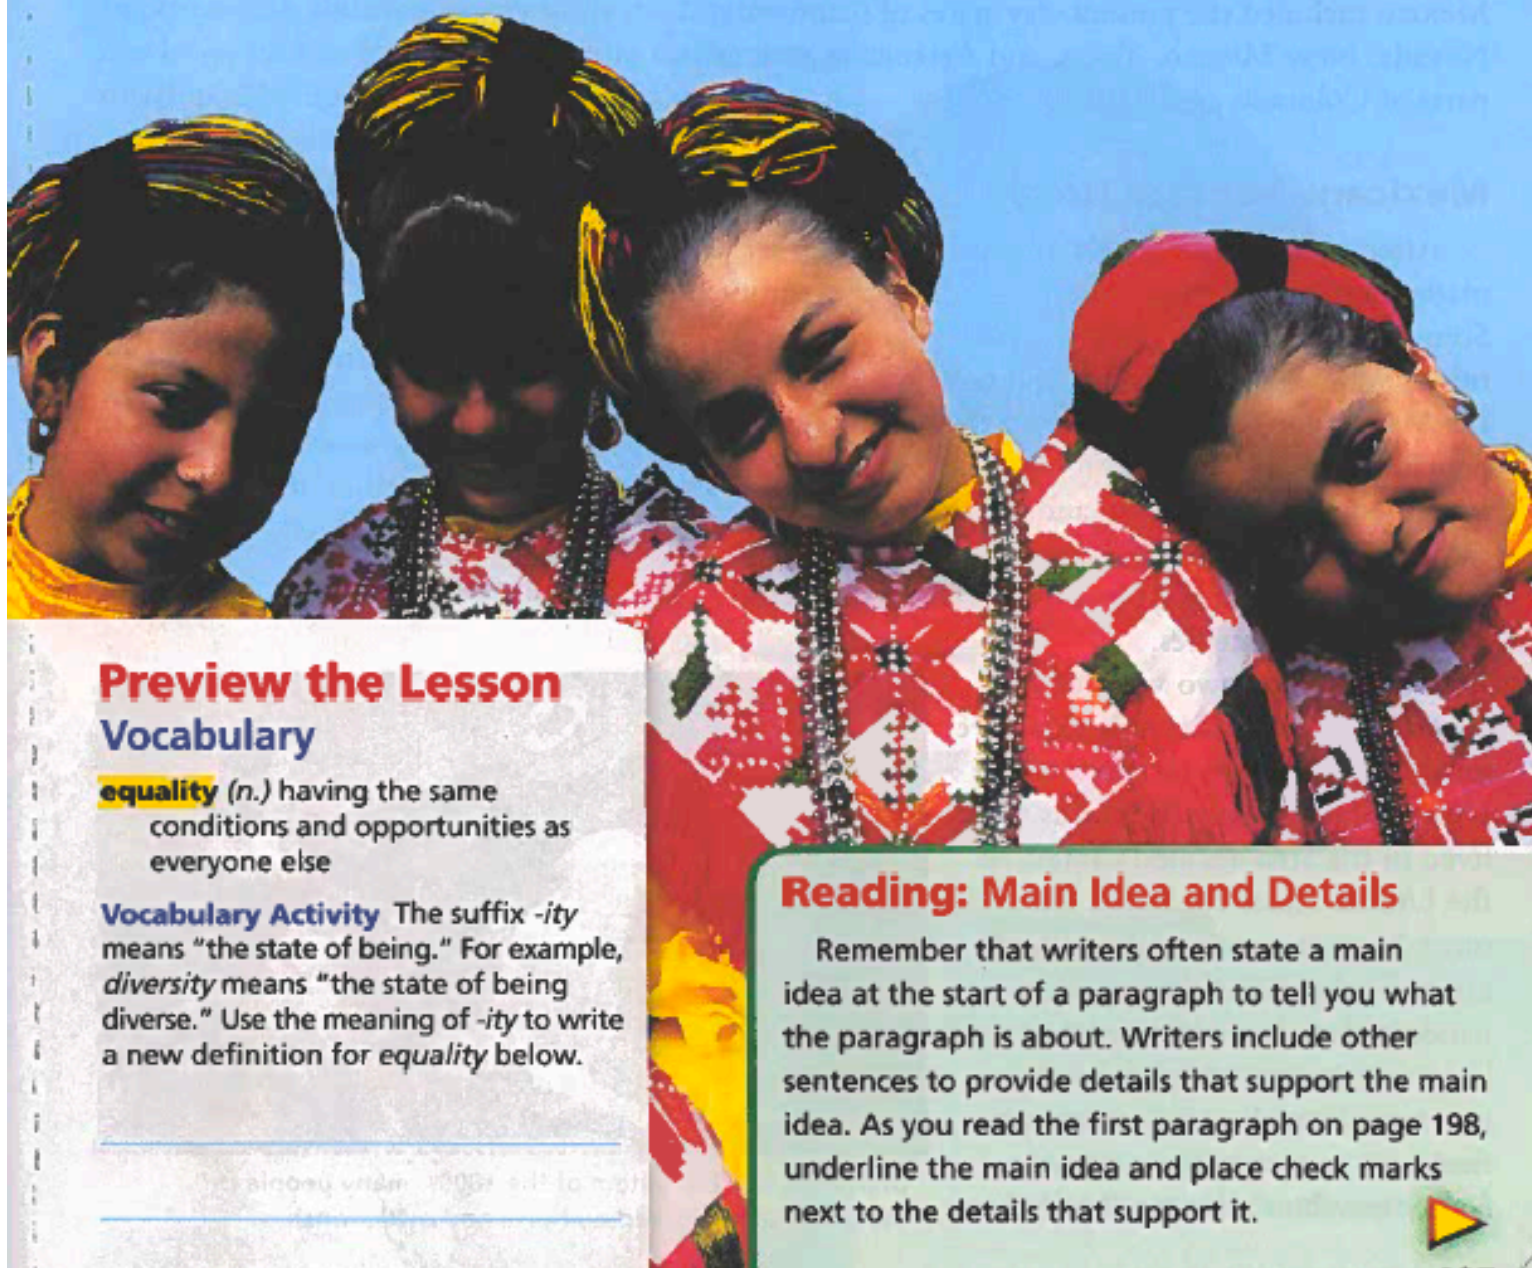 Preview the Lesson
Vocabulary
equality (n.) having the same
conditions and opportunities as
everyone else
Vocabulary Activity The suffix -ity
means "the state of being." For example,
diversity means "the state of being
diverse." Use the meaning of -ity to write
a new definition for equality below.
Reading: Main Idea and Details
Remember that writers often state a main
idea at the start of a paragraph to tell you what
the paragraph is about. Writers include other
sentences to provide details that support the main
idea. As you read the first paragraph on page 198,
underline the main idea and place check marks
next to the details that support it.